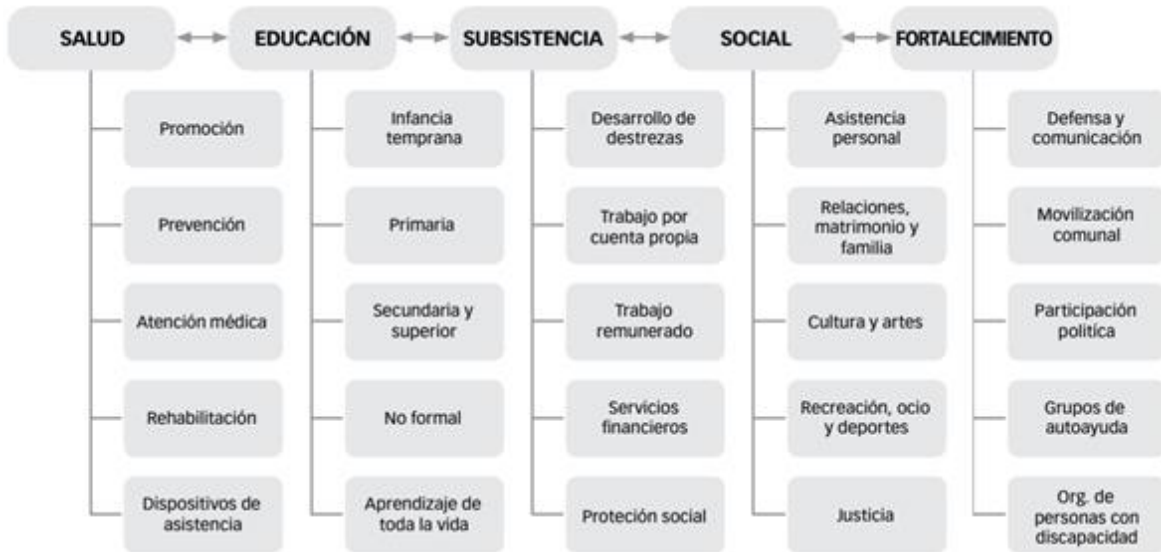 SALUD
EDUCACIÓN
SUBSISTENCIA
SOCIAL
FORTALECIMIENTO
Promoción
Prevención
Atención médica
Rehabilitación
Dispositivos de
asistencia
Infancia
temprana
Primaria
Secundaria y
superior
No formal
Aprendizaje de
toda la vida
Desarrollo de
destrezas
Trabajo por
cuenta propia
Trabajo
remunerado
Servicios
financieros
Proteción social
Asistencia
personal
Relaciones,
matrimonio y
familia
Cultura y artes
Recreación, ocio
y deportes
Justicia
Defensa y
comunicación
Movilización
comunal
Participación
política
Grupos de
autoayuda
Org. de
personas con
discapacidad